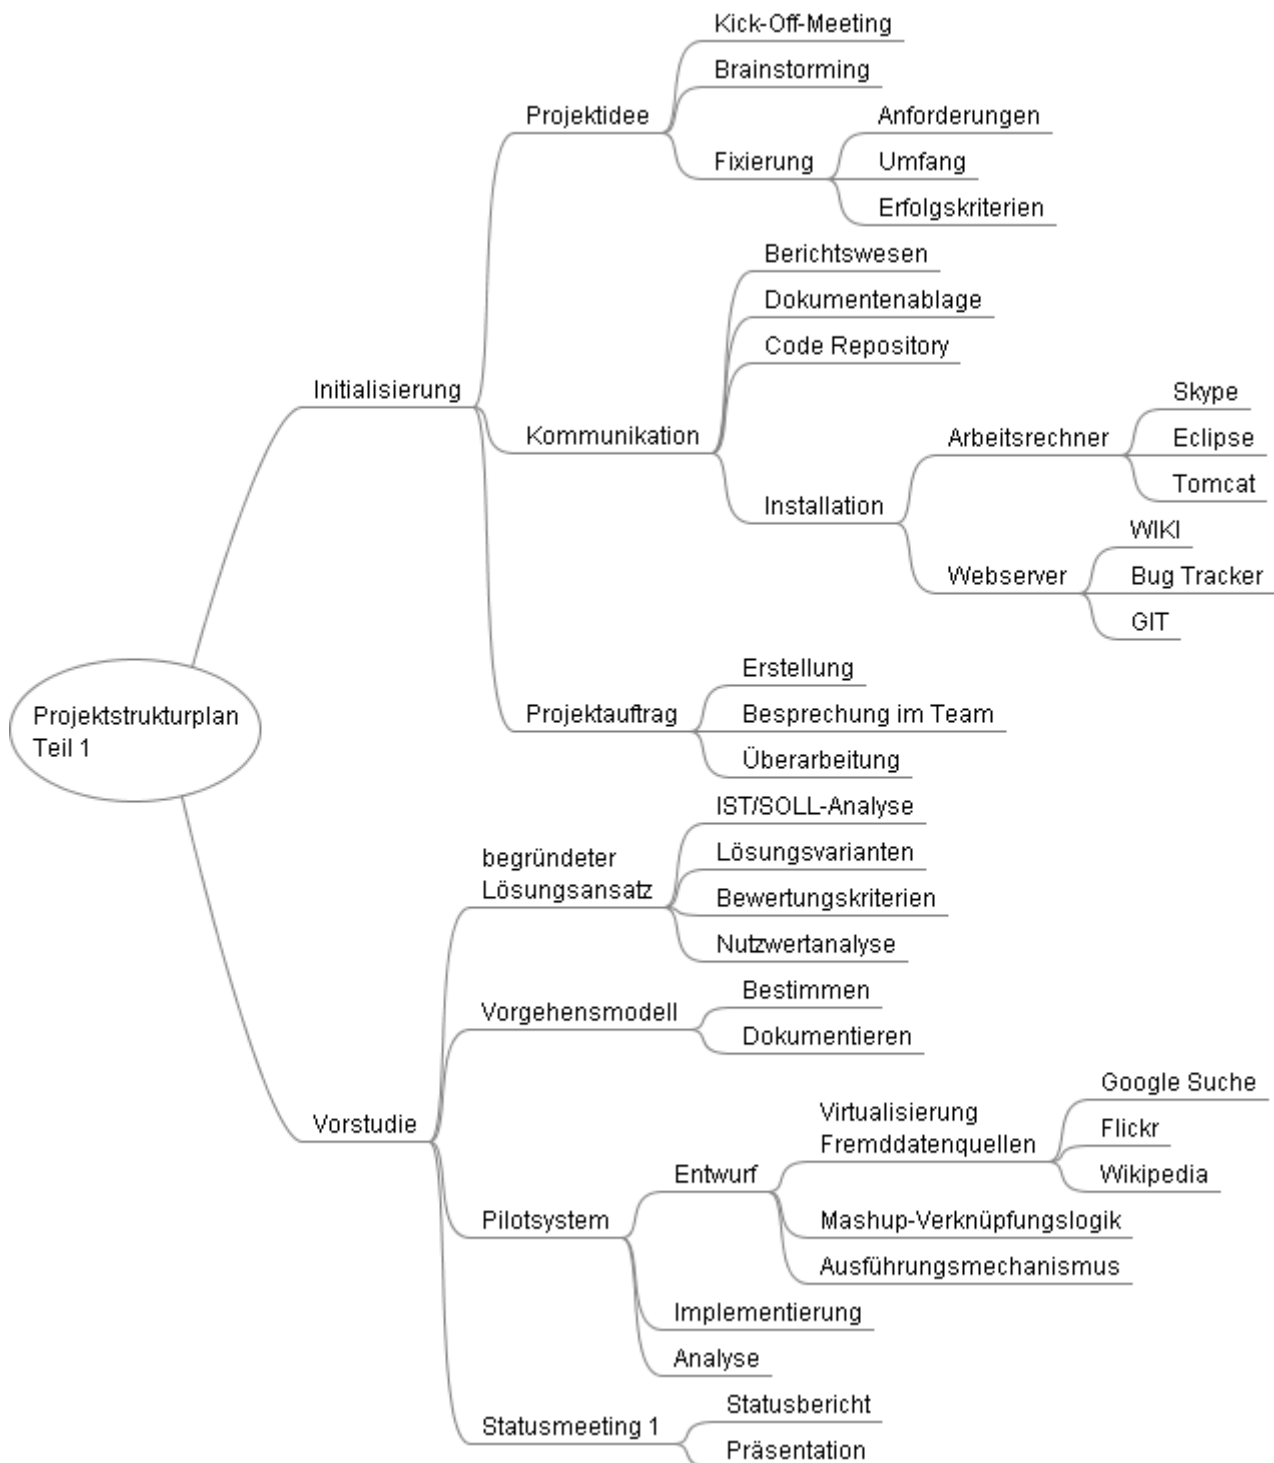 Projektstrukturplan
Teil 1
Initialisierung
Projektidee
Kick-Off-Meeting
Brainstorming
Fixierung
Anforderungen
Umfang
Erfolgskriterien
Kommunikation
Berichtswesen
Dokumentenablage
Code Repository
Installation
Arbeitsrechner
Skype
Eclipse
Tomcat
Webserver
WIKI
Bug Tracker
GIT
Projektauftrag
Erstellung
Besprechung im Team
Überarbeitung
Vorstudie
begründeter
Lösungsansatz
IST/SOLL-Analyse
Lösungsvarianten
Bewertungskriterien
Nutzwertanalyse
Vorgehensmodell
Bestimmen
Dokumentieren
Pilotsystem
Entwurf
Virtualisierung
Fremddatenquellen
Google Suche
Flickr
Wikipedia
Mashup-Verknüpfungslogik
Ausführungsmechanismus
Implementierung
Analyse
Statusmeeting 1
Statusbericht
Präsentation